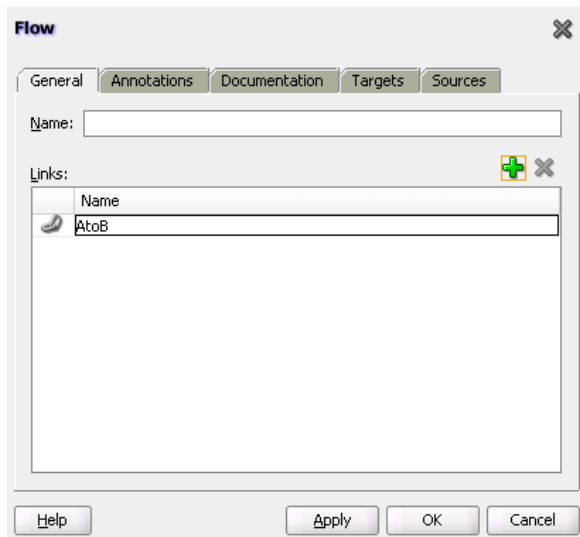 Flow
General Annotations Documentation Targets Sources
Name:
Links:
Name
AtoB
Help Apply OK Cancel